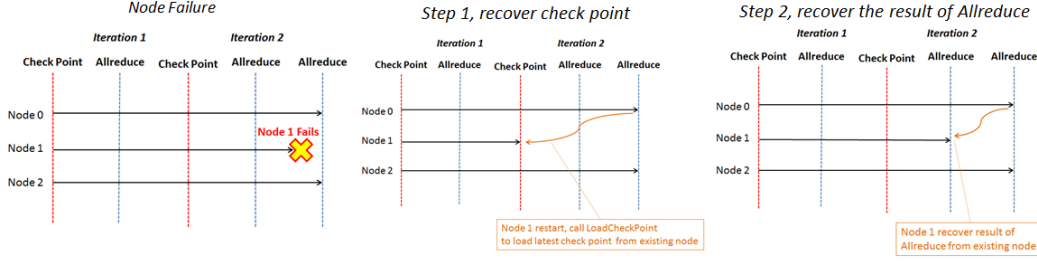 Node Failure
Iteration 1
Iteration 2
Check Point
Allreduce
Check Point
Allreduce
Allreduce
Node 0
Node 1 Fails
Node 1
Node 2
Step 1, recover check point
Iteration 1
Iteration 2
Check Point
Allreduce
Check Point
Allreduce
Allreduce
Node 0
Node 1
Node 2
Node 1 restart, call LoadCheckPoint
to load latest check point from existing node
Step 2, recover the result of Allreduce
Iteration 1
Iteration 2
Check Point
Allreduce
Check Point
Allreduce
Allreduce
Node 0
Node 1
Node 2
Node 1 recover result of
Allreduce from existing node